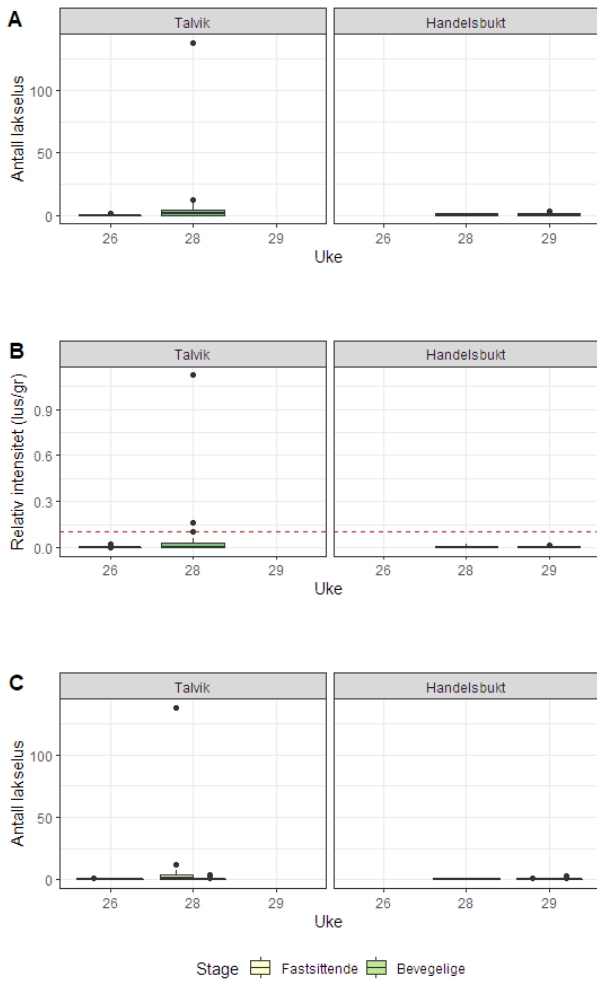 A
Talvik
Handelsbukt
Antall lakselus
100
50
0
26 28 29 26 28 29
Uke
B
Talvik
Handelsbukt
Relativ intensitet (lus/gr)
0.9
0.6
0.3
0.0
26 28 29 26 28 29
Uke
C
Talvik
Handelsbukt
Antall lakselus
100
50
0
26 28 29 26 28 29
Uke
Stage Fastsittende Bevegelige